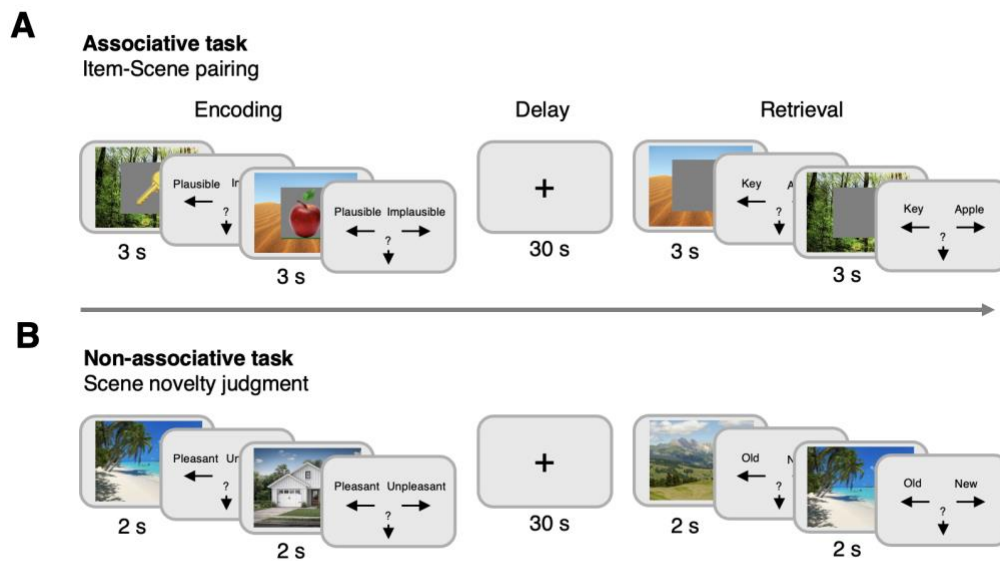 A
Associative task
Item-Scene pairing
Encoding
Delay
Retrieval
Plausible
?
Plausible Implausible
?
+
Key
?
Key Apple
?
3 s
3 s
30 s
3 s
3 s
B
Non-associative task
Scene novelty judgment
Pleasant
?
Pleasant Unpleasant
?
+
Old
?
Old New
?
2 s
2 s
30 s
2 s
2 s